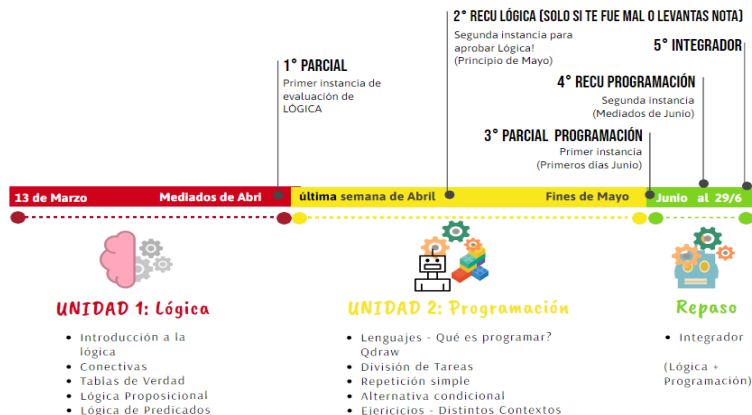 2° RECU LÓGICA (SOLO SI TE FUE MAL O LEVANTAS NOTA)
Segunda instancia para
aprobar Lógica!
(Principio de Mayo)
5° INTEGRADOR
1° PARCIAL
Primer instancia de
evaluación de
LÓGICA
4° RECU PROGRAMACIÓN
Segunda instancia
(Mediados de Junio)
3° PARCIAL PROGRAMACIÓN
Primer instancia
(Primeros días Junio)
13 de Marzo
Mediados de Abri
última semana de Abril
Fines de Mayo
Junio al 29/6
UNIDAD 1: Lógica
Introducción a la
lógica
Conectivas
Tablas de Verdad
Lógica Proposicional
Lógica de Predicados
UNIDAD 2: Programación
Lenguajes - Qué es programar?
Qdraw
División de Tareas
Repetición simple
Alternativa condicional
Ejericicios - Distintos Contextos
Repaso
Integrador
(Lógica +
Programación)